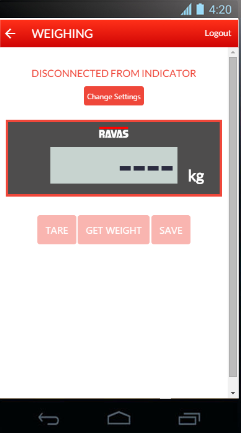 4:20
WEIGHING
Logout
DISCONNECTED FROM INDICATOR
Change Settings
RAVAS
----
kg
TARE
GET WEIGHT
SAVE